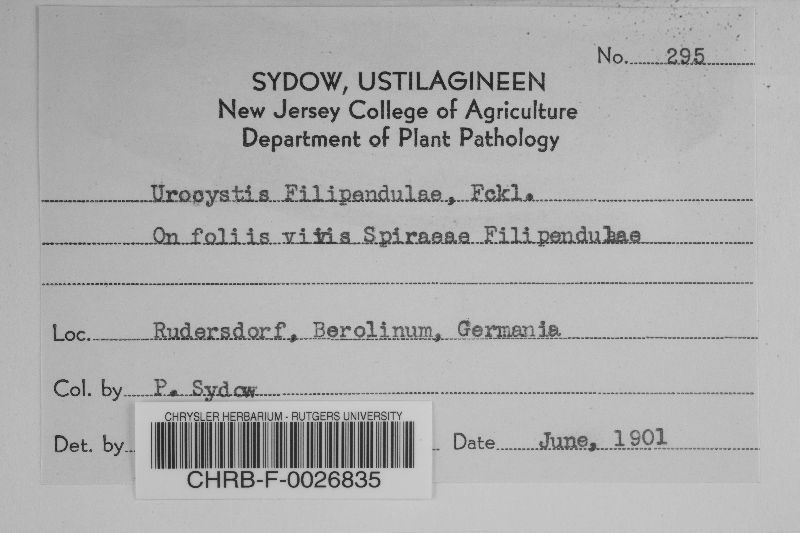 No. 295
SYDOW, USTILAGINEEN
New Jersey College of Agriculture
Department of Plant Pathology
Urocystis Filipendulae, Fckl.
On foliis vivis Spiraeae Filipendulae
Loc. Rudersdorf, Berolinum, Germania
Col. by P. Sydow
CHRYSLER HERBARIUM - RUTGERS UNIVERSITY
Det. by Date June, 1901
CHRB-F-0026835